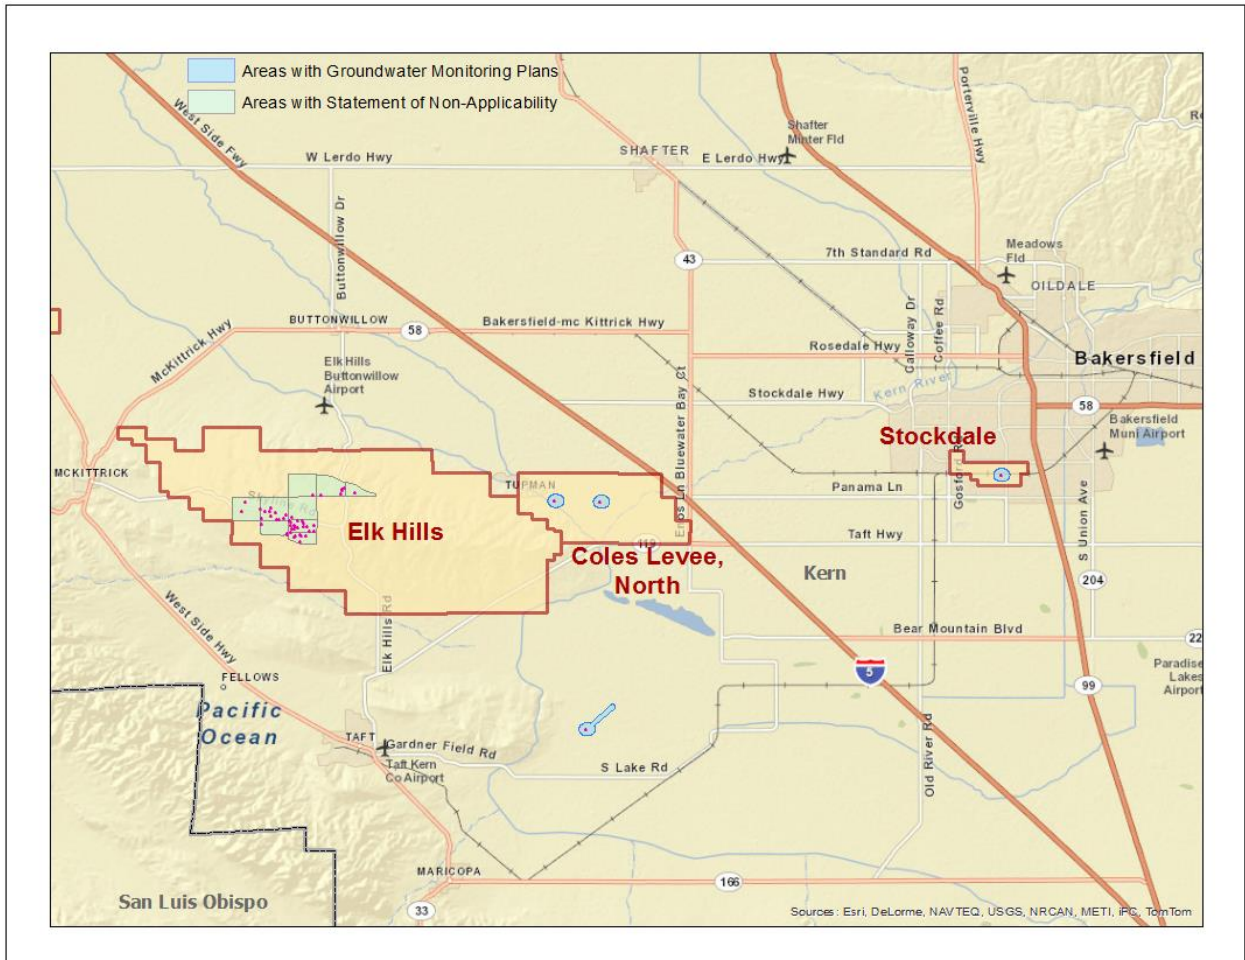 Areas with Groundwater Monitoring Plans
Areas with Statement of Non-Applicability
West Side Fwy
Porterville Hwy
Shafter
Minter Fld
SHAFTER
W Lerdo Hwy
E Lerdo Hwy
Buttonwillow Dr
43
7th Standard Rd
Meadows
Fld
OILDALE
BUTTONWILLOW
58
Bakersfield-mc Kittrick Hwy
McKittrick Hwy
Calloway Dr
Coffee Rd
Rosedale Hwy
Bakersfield
Elk Hills
Buttonwillow
Airport
Kern River
Stockdale Hwy
58
Bakersfield
Muni Airport
Stockdale
Enos Ln Bluewater Bay Ct
Gosford Rd
MCKITTRICK
TUPMAN
Panama Ln
Skyline Rd
Elk Hills
Taft Hwy
S Union Ave
119
Coles Levee,
North
Kern
204
Elk Hills Rd
West Side Hwy
Bear Mountain Blvd
22
Paradise
Lakes
Airport
5
99
FELLOWS
Pacific
Ocean
TAFT
Gardner Field Rd
Taft Kern
Co Airport
S Lake Rd
Old River Rd
MARICOPA
166
San Luis Obispo
33
Sources: Esri, DeLorme, NAVTEQ, USGS, NRCAN, METI, iPC, TomTom